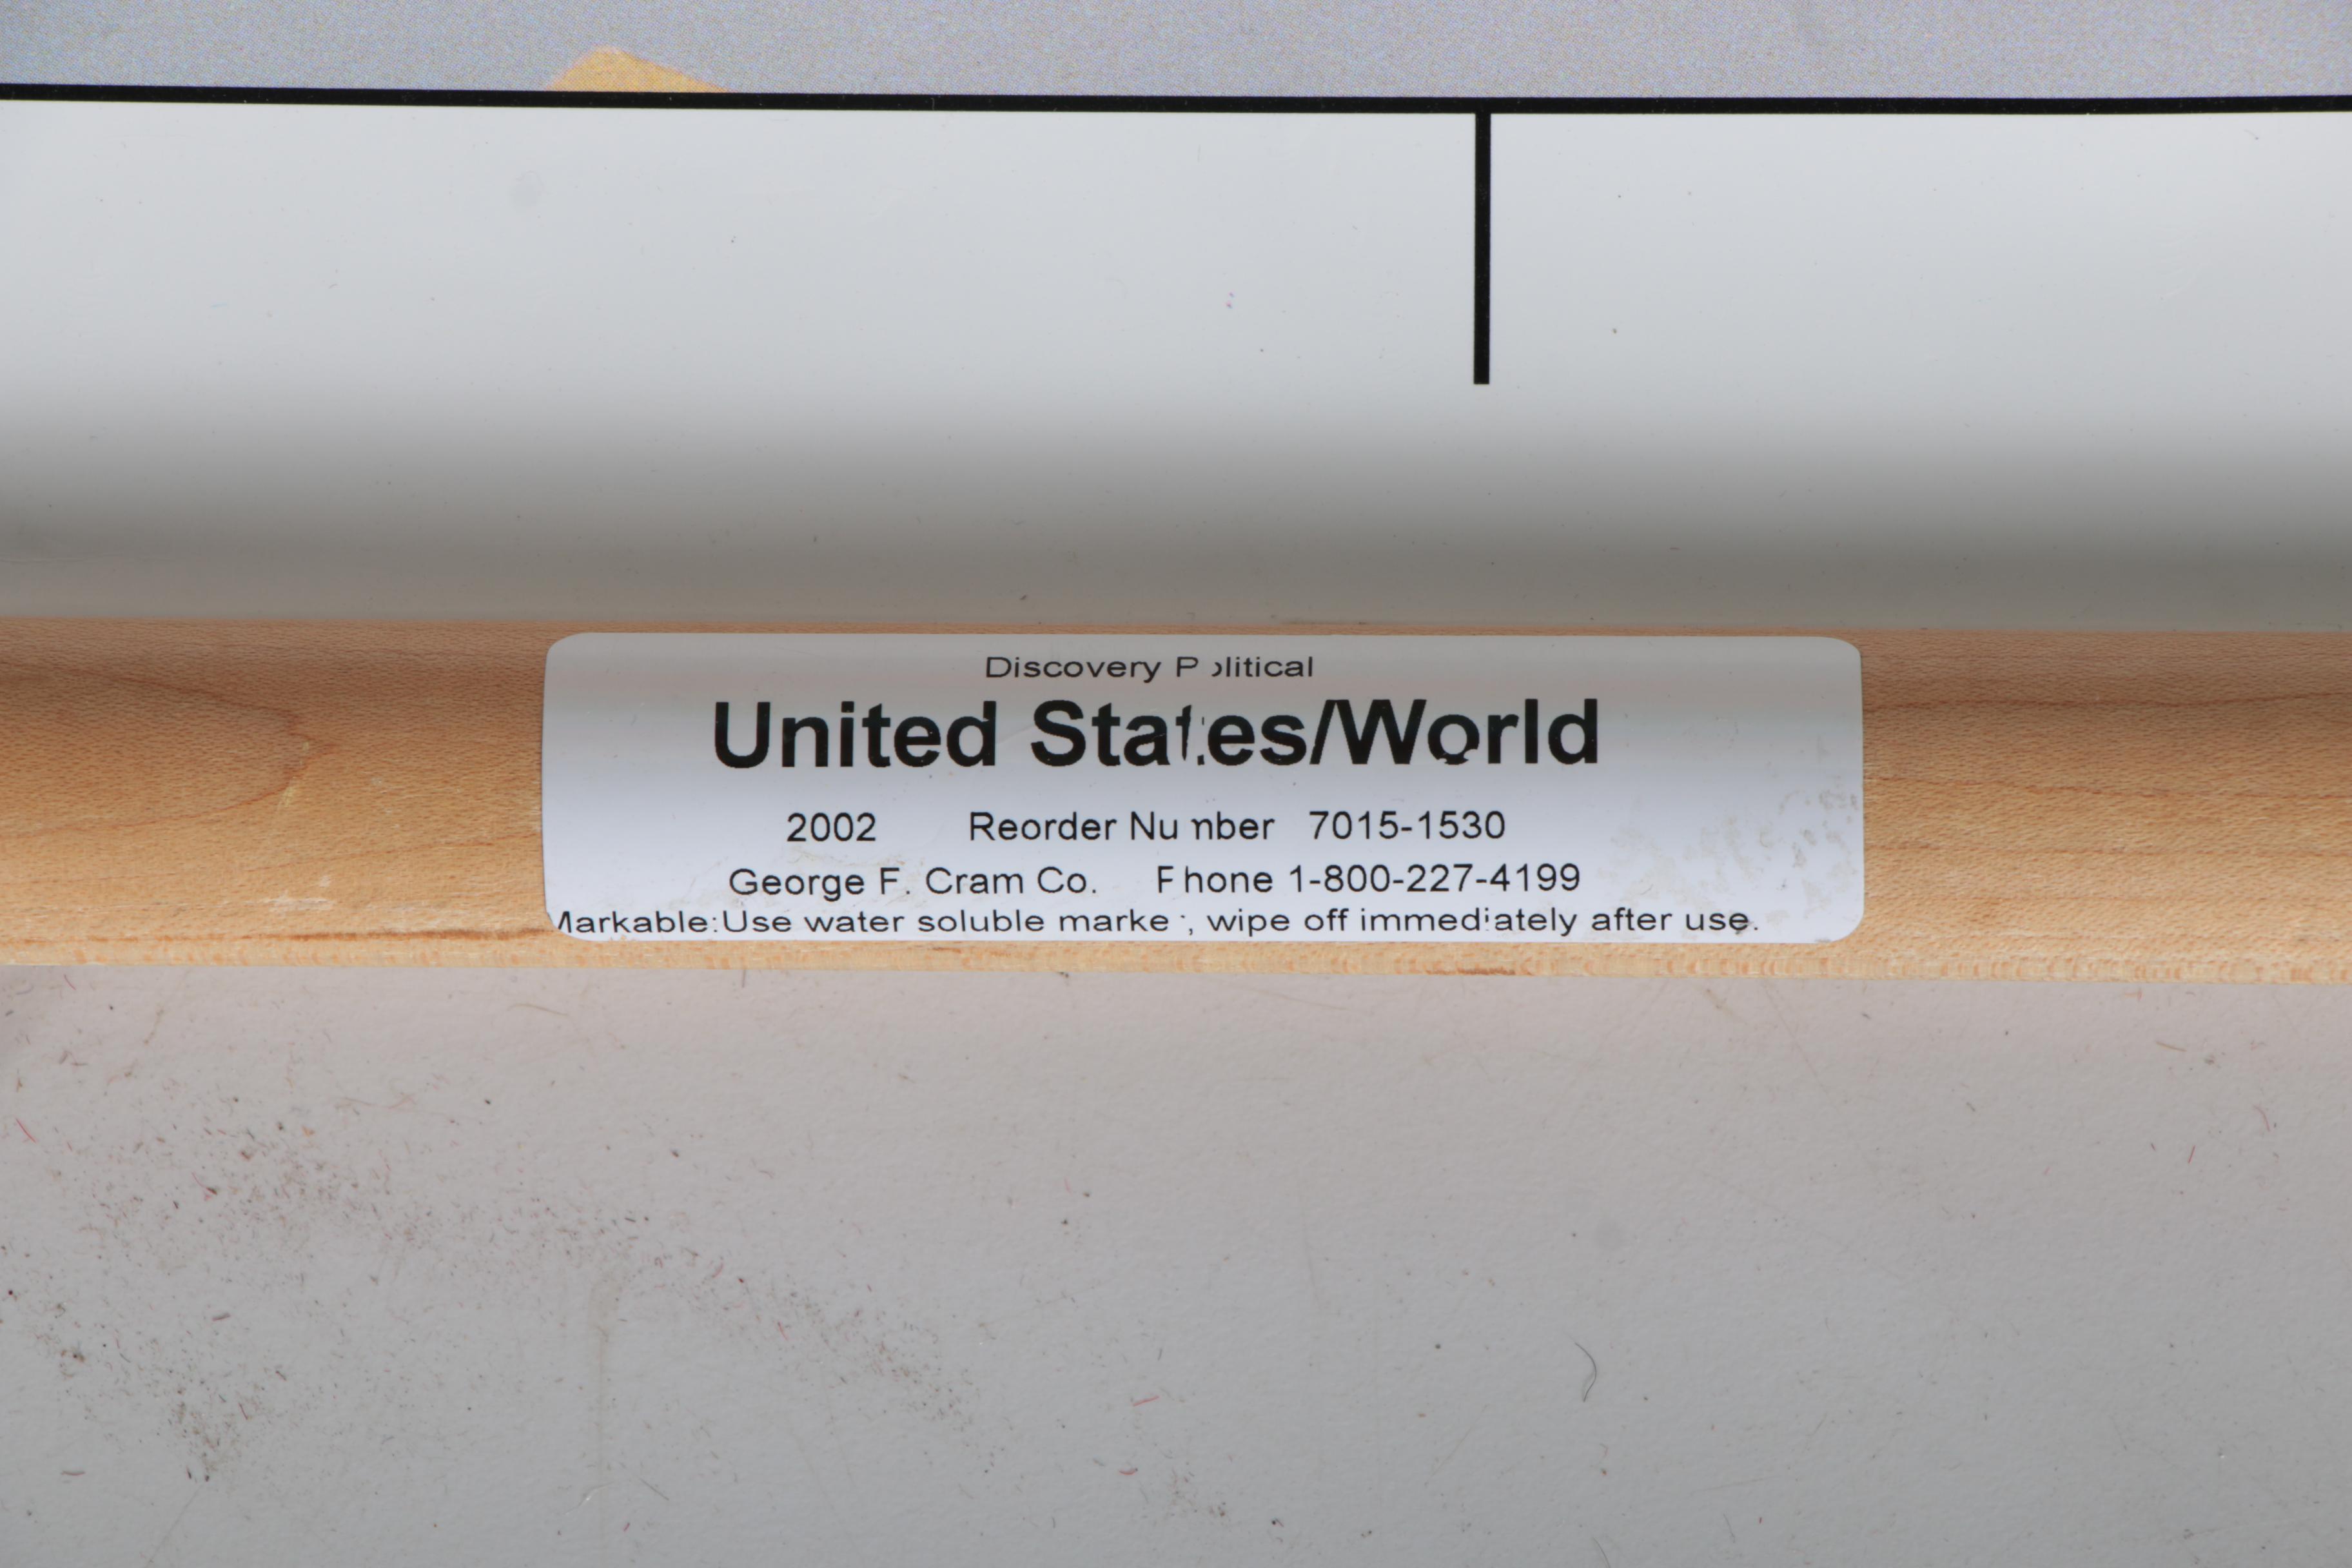 Discovery Political
United States/World
2002 Reorder Number 7015-1530
George F. Cram Co. Phone 1-800-227-4199
Markable:Use water soluble marker, wipe off immediately after use.